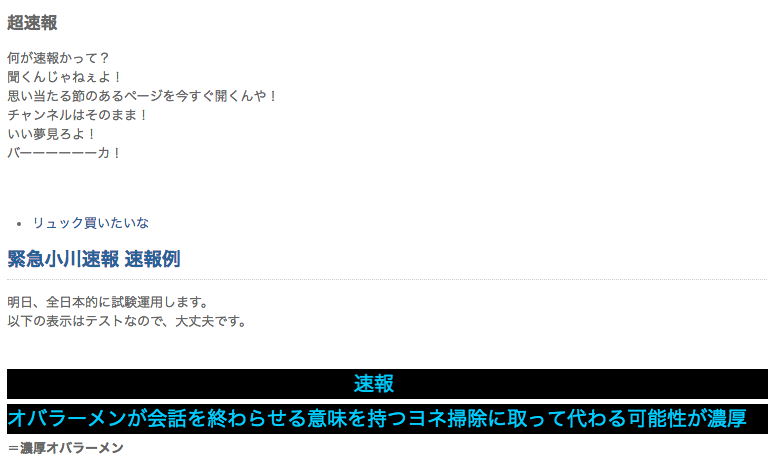 超速報
何が速報かって？
聞くんじゃねぇよ！
思い当たる節のあるページを今すぐ開くんや！
チャンネルはそのまま！
いい夢見ろよ！
バーーーーーーカ！
リュック買いたいな
緊急小川速報 速報例
明日、全日本的に試験運用します。
以下の表示はテストなので、大丈夫です。
速報
オバラーメンが会話を終わらせる意味を持つヨネ掃除に取って代わる可能性が濃厚
＝濃厚オバラーメン